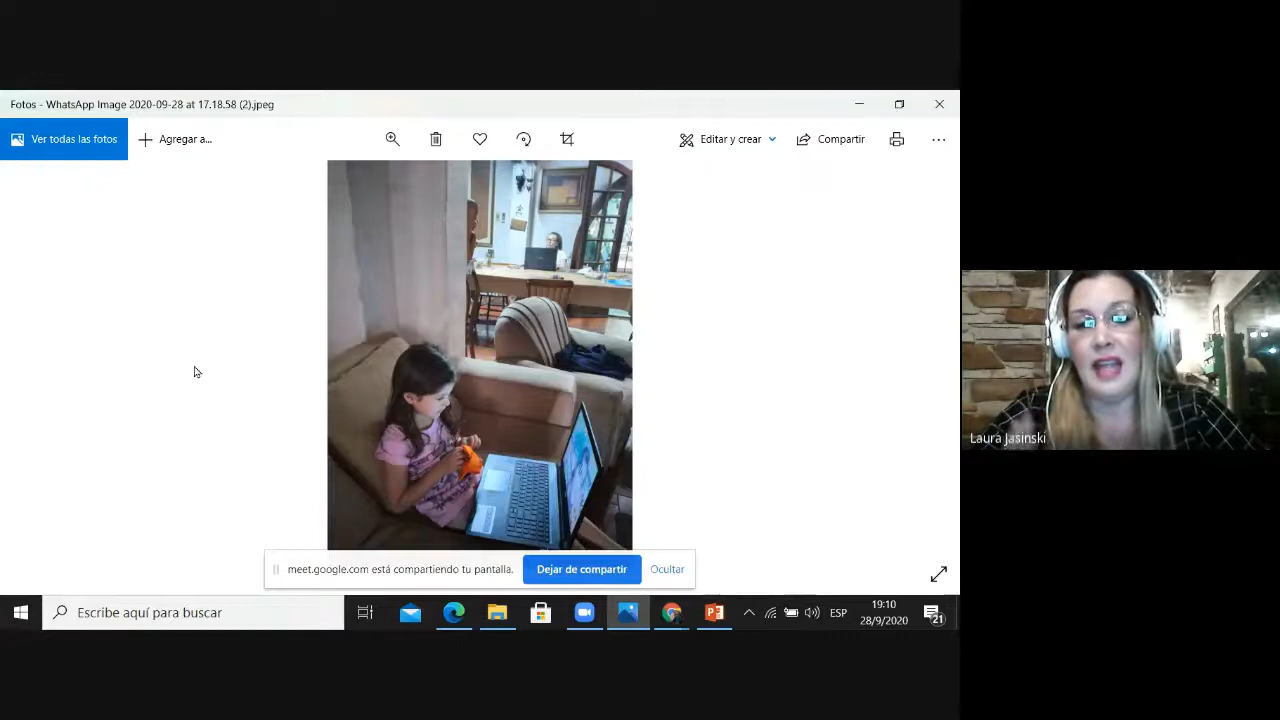 Fotos - WhatsApp Image 2020-09-28 at 17.18.58 (2).jpeg
Ver todas las fotos
Agregar a...
Editar y crear
Compartir
Laura Jasinski
meet.google.com está compartiendo tu pantalla.
Dejar de compartir
Ocultar
Escribe aquí para buscar
ESP
19:10
28/9/2020
21